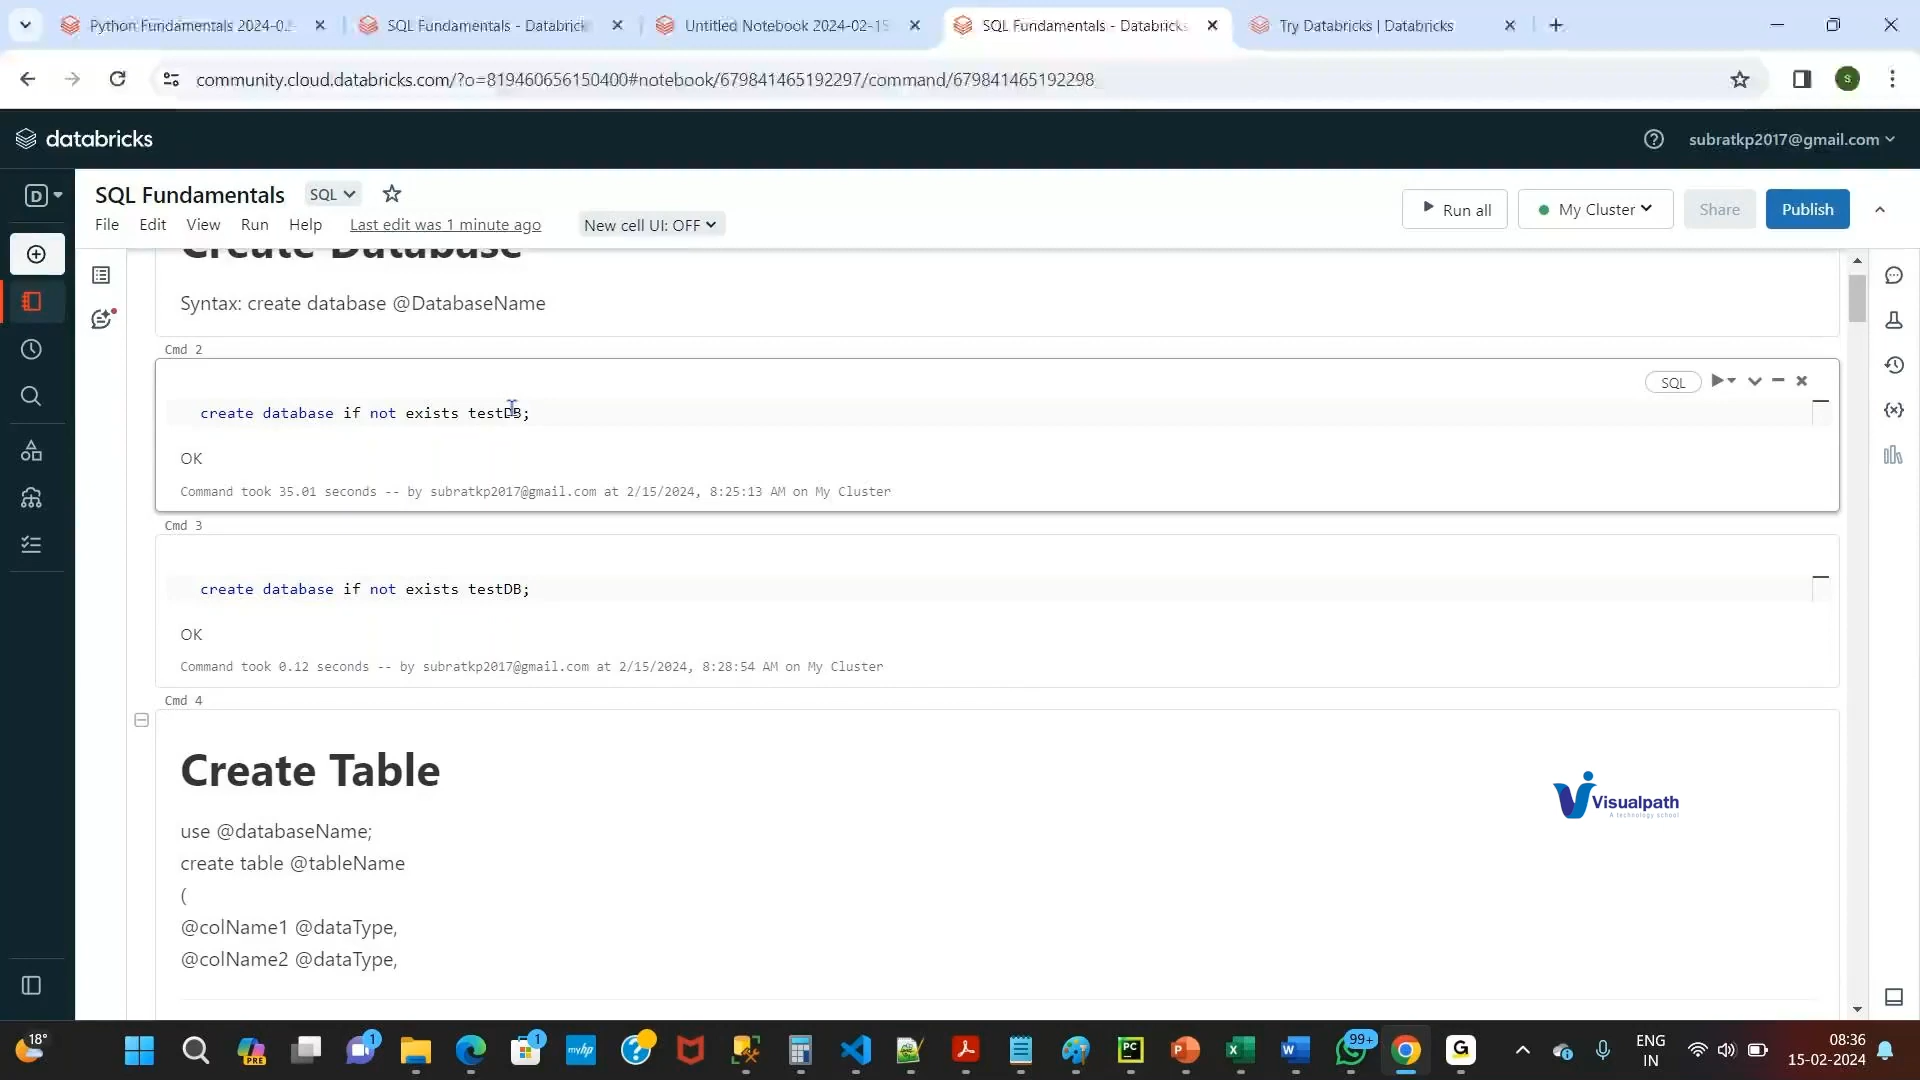 Python Fundamentals 2024-0
SQL Fundamentals - Databrick
Untitled Notebook 2024-02-15
SQL Fundamentals - Databricks
Try Databricks | Databricks
community.cloud.databricks.com/?o=819460656150400#notebook/679841465192297/command/679841465192298
S
databricks
subratkp2017@gmail.com
D
SQL Fundamentals
SQL
File Edit View Run Help Last edit was 1 minute ago New cell UI: OFF
Run all
My Cluster
Share
Publish
Create Database
Syntax: create database @DatabaseName
Cmd 2
SQL
create database if not exists testDB;
OK
Command took 35.01 seconds -- by subratkp2017@gmail.com at 2/15/2024, 8:25:13 AM on My Cluster
Cmd 3
create database if not exists testDB;
OK
Command took 0.12 seconds -- by subratkp2017@gmail.com at 2/15/2024, 8:28:54 AM on My Cluster
Cmd 4
Create Table
Visualpath
A technology school
use @databaseName;
create table @tableName
(
@colName1 @dataType,
@colName2 @dataType,
18°
PRE
1
1
myhp
PC
99+
G
ENG
IN
08:36
15-02-2024